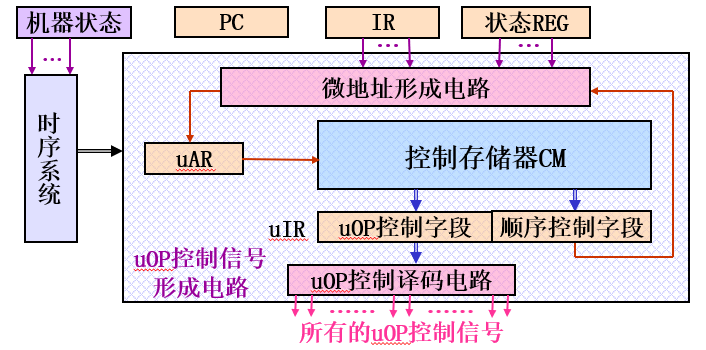 机器状态
PC
IR
状态REG
…
…
…
微地址形成电路
时序系统
uAR
控制存储器CM
uIR
uOP控制字段
顺序控制字段
uOP控制信号
形成电路
uOP控制译码电路
……
……
所有的uOP控制信号